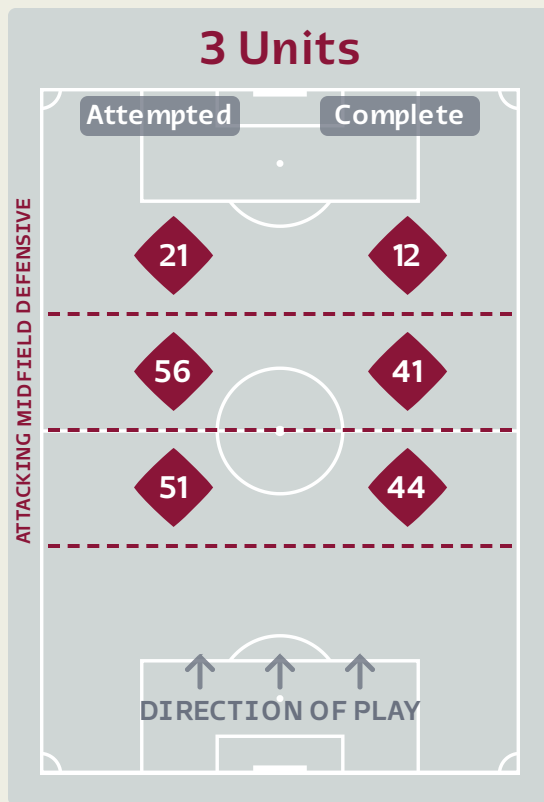 3 Units
Attempted Complete
21 12
56 41
51 44
ATTACKING MIDFIELD DEFENSIVE
DIRECTION OF PLAY